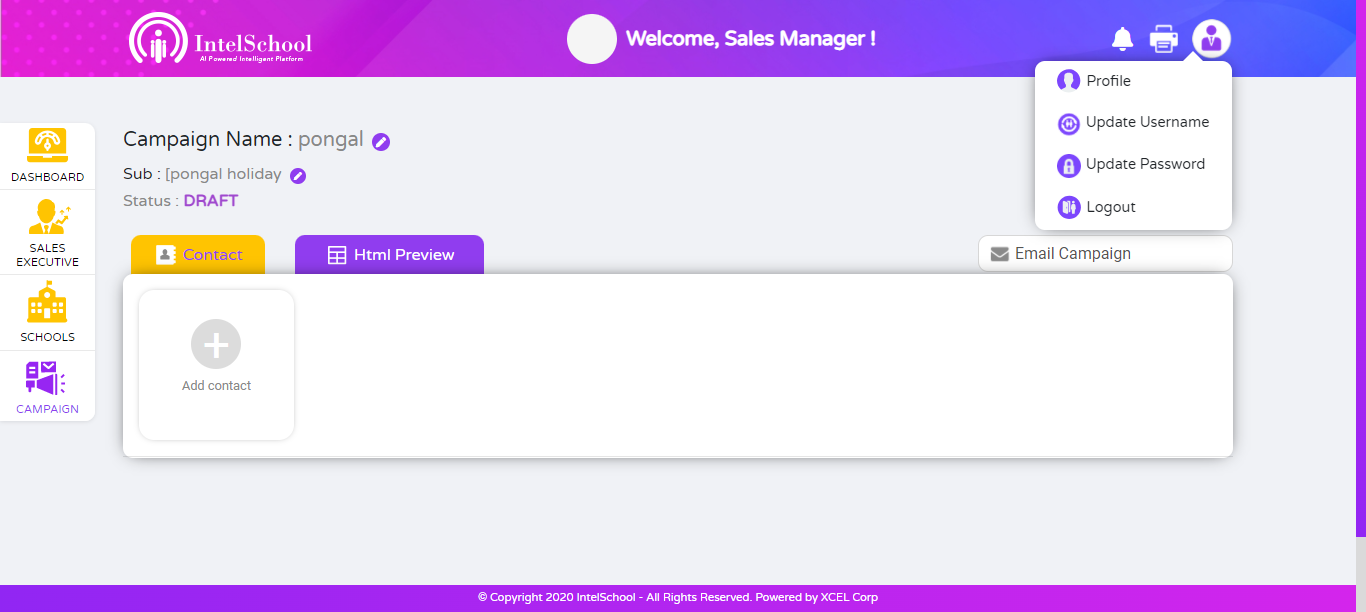 IntelSchool
AI Powered Intelligent Platform
Welcome, Sales Manager !
Profile
Update Username
Update Password
Logout
DASHBOARD
SALES
EXECUTIVE
SCHOOLS
CAMPAIGN
Campaign Name : pongal
Sub : [pongal holiday
Status : DRAFT
Contact
Html Preview
Email Campaign
Add contact
© Copyright 2020 IntelSchool - All Rights Reserved. Powered by XCEL Corp